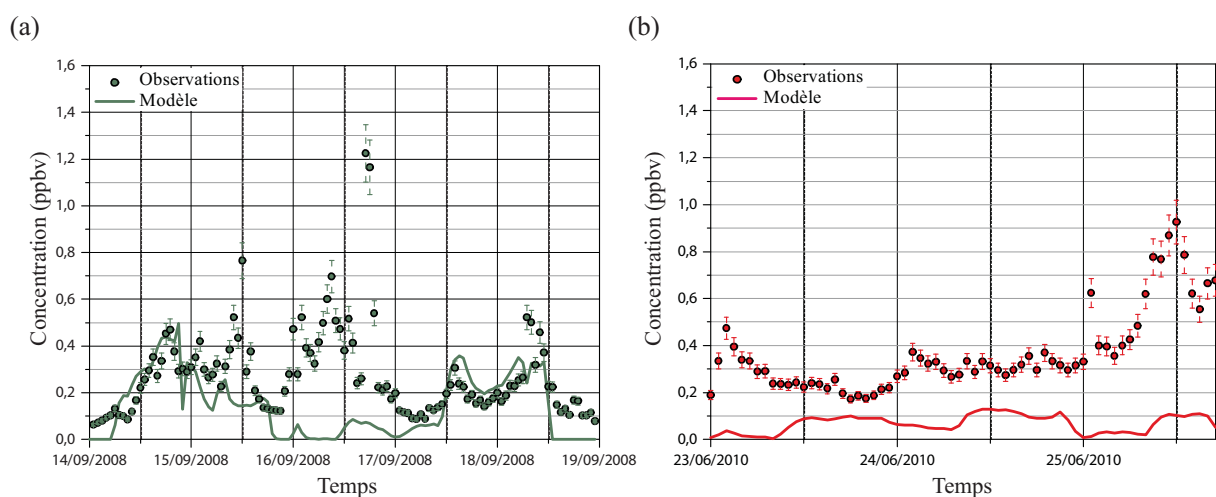 (a)
Observations
Modèle
Concentration (ppbv)
1,6
1,4
1,2
1,0
0,8
0,6
0,4
0,2
0,0
14/09/2008 15/09/2008 16/09/2008 17/09/2008 18/09/2008 19/09/2008
Temps
(b)
Observations
Modèle
Concentration (ppbv)
1,6
1,4
1,2
1,0
0,8
0,6
0,4
0,2
0,0
23/06/2010 24/06/2010 25/06/2010
Temps